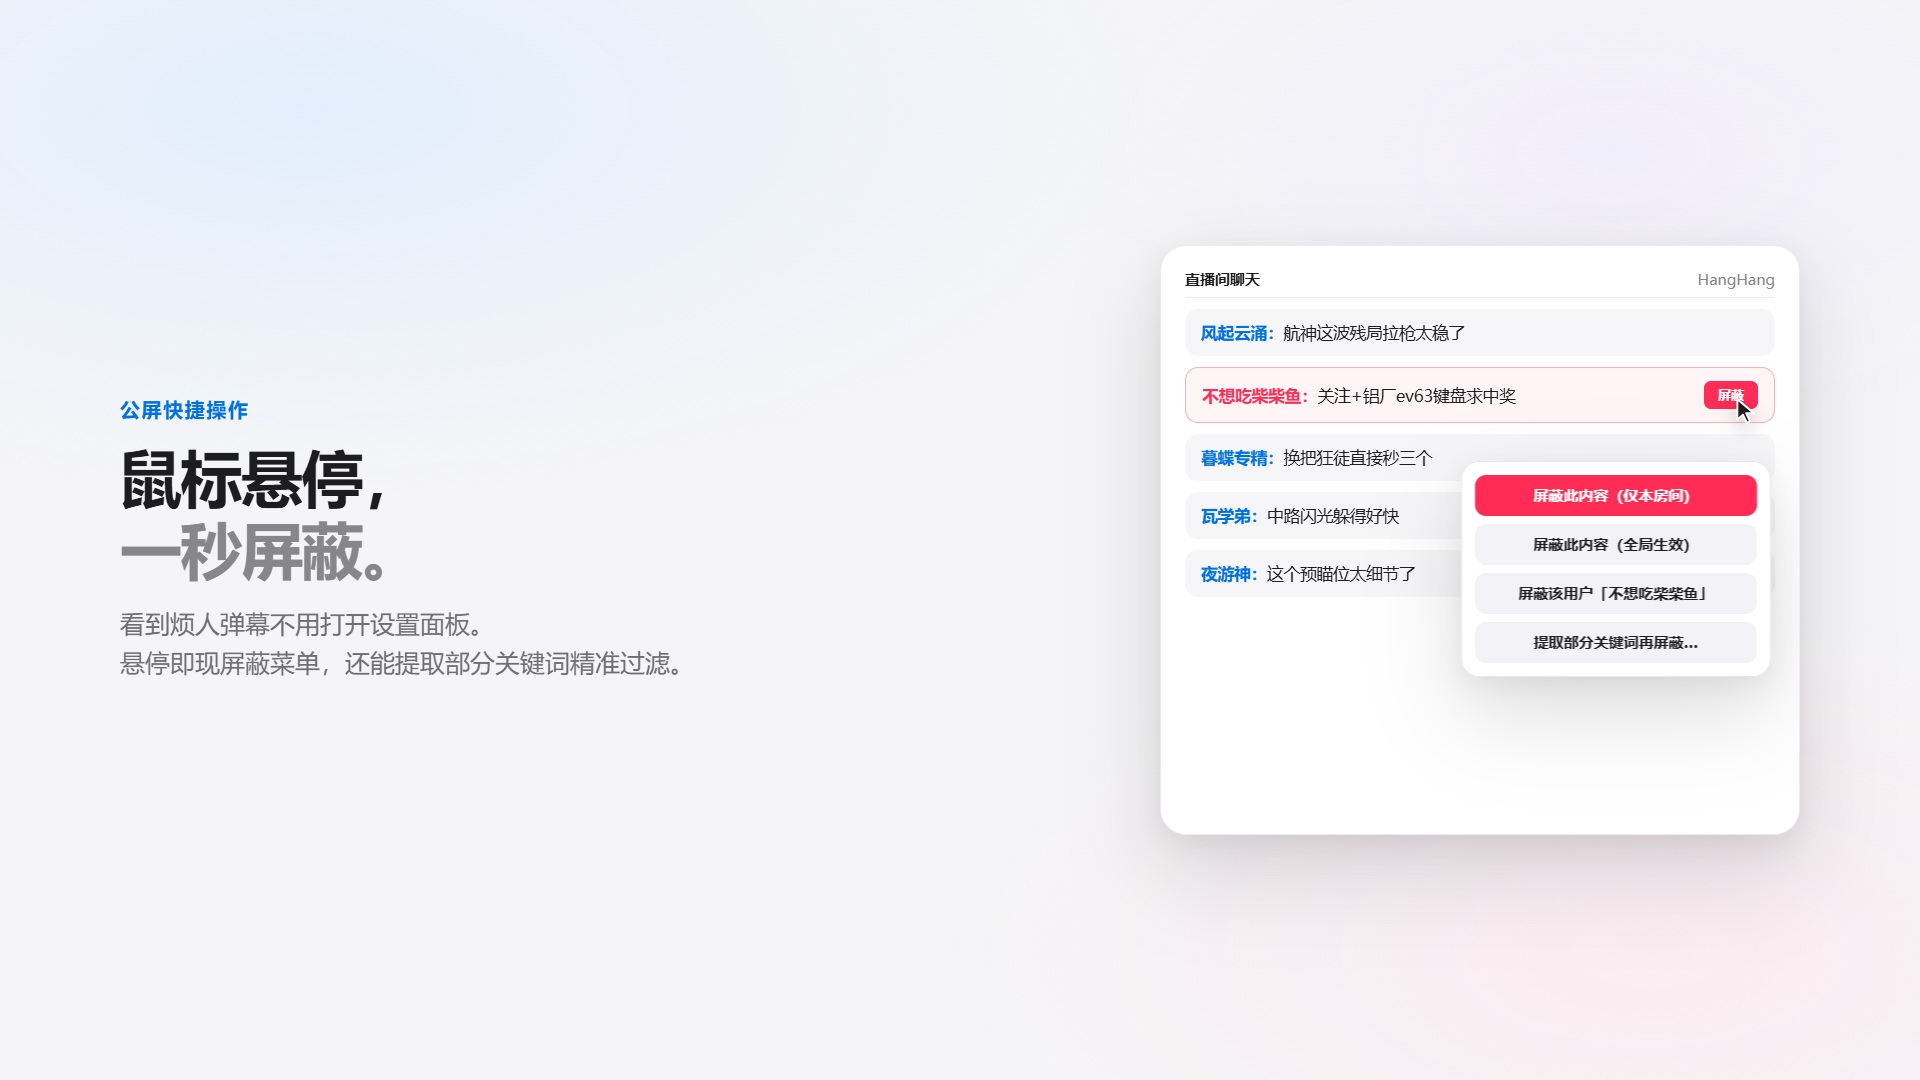 公屏快捷操作
鼠标悬停，
一秒屏蔽。
看到烦人弹幕不用打开设置面板。
悬停即现屏蔽菜单，还能提取部分关键词精准过滤。
直播间聊天 HangHang
风起云涌：航神这波残局拉枪太稳了
不想吃柴柴鱼：关注+铝厂ev63键盘求中奖 屏蔽
暮蝶专精：换把狂徒直接秒三个
瓦学弟：中路闪光躲得好快
夜游神：这个预瞄位太细节了
屏蔽此内容（仅本房间）
屏蔽此内容（全局生效）
屏蔽该用户「不想吃柴柴鱼」
提取部分关键词再屏蔽...